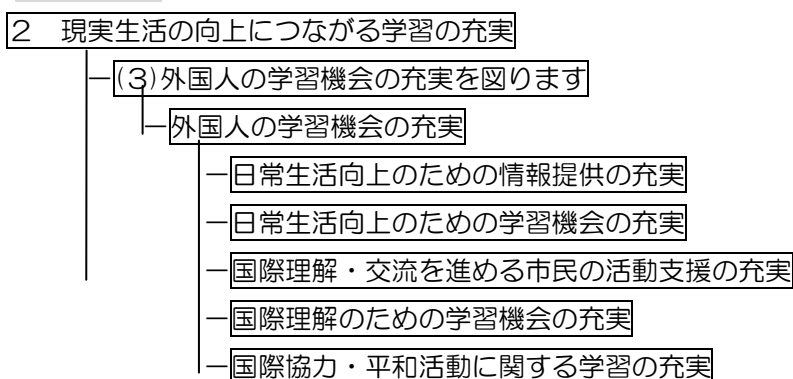 ２　現実生活の向上につながる学習の充実
(３)外国人の学習機会の充実を図ります
外国人の学習機会の充実
日常生活向上のための情報提供の充実
日常生活向上のための学習機会の充実
国際理解・交流を進める市民の活動支援の充実
国際理解のための学習機会の充実
国際協力・平和活動に関する学習の充実